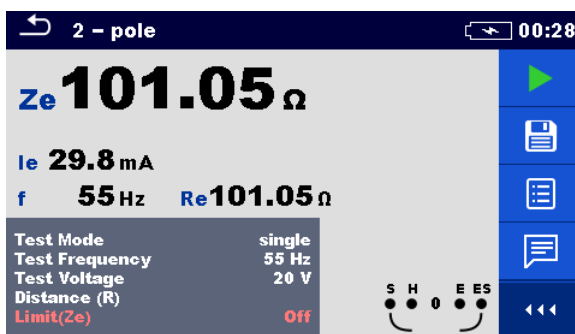 2 - pole 00:28
Ze 101.05 Ω
Ie 29.8 mA
f 55 Hz Re 101.05 Ω
Test Mode single
Test Frequency 55 Hz
Test Voltage 20 V
Distance (R)
Limit(Ze) Off
S H 0 E ES